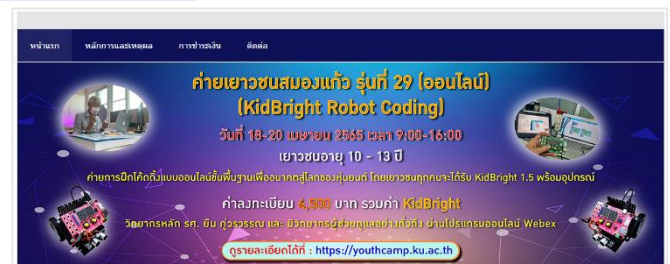 หน้าแรก หลักการและเหตุผล การชำระเงิน ติดต่อ
ค่ายเยาวชนสมองแก้ว รุ่นที่ 29 (ออนไลน์)
(KidBright Robot Coding)
วันที่ 18-20 เมษายน 2565 เวลา 9:00-16:00
เยาวชนอายุ 10 - 13 ปี
ค่ายการฝึกโค้ดดิ้งแบบออนไลน์ขั้นพื้นฐานเพื่ออนาคตสู่โลกของหุ่นยนต์ โดยเยาวชนทุกคนจะได้รับ KidBright 1.5 พร้อมอุปกรณ์
ค่าลงทะเบียน 4,900 บาท รวมค่า KidBright
วิทยากรหลัก รศ. ยืน ภู่วรวรรณ และ มีวิทยากรผู้ช่วยดูแลอย่างทั่วถึง ผ่านโปรแกรมออนไลน์ Webex
ดูรายละเอียดได้ที่ : https://youthcamp.ku.ac.th